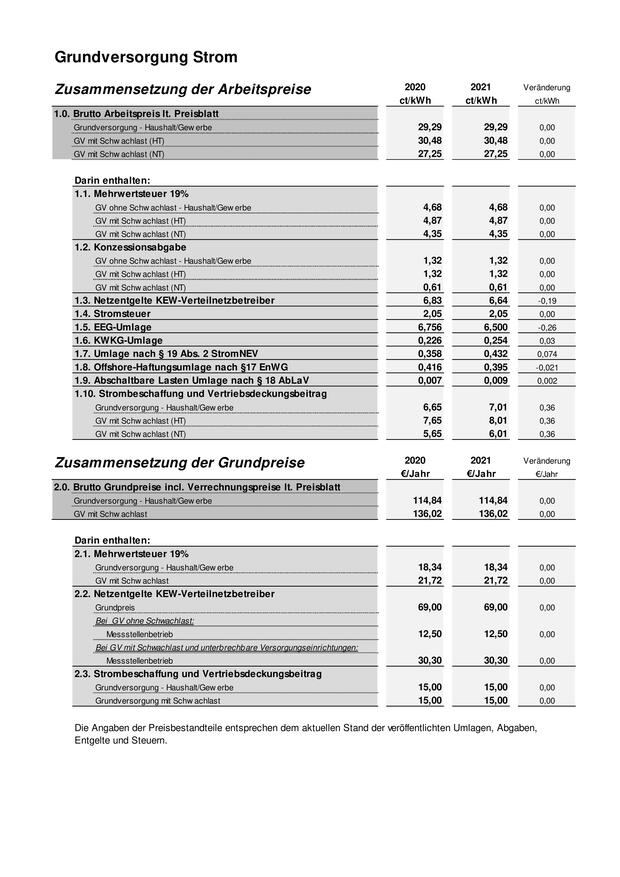 Grundversorgung Strom
Zusammensetzung der Arbeitspreise 2020 2021 Veränderung
ct/kWh ct/kWh ct/kWh
1.0. Brutto Arbeitspreis lt. Preisblatt
Grundversorgung - Haushalt/Gewerbe 29,29 29,29 0,00
GV mit Schwachlast (HT) 30,48 30,48 0,00
GV mit Schwachlast (NT) 27,25 27,25 0,00
Darin enthalten:
1.1. Mehrwertsteuer 19%
GV ohne Schwachlast - Haushalt/Gewerbe 4,68 4,68 0,00
GV mit Schwachlast (HT) 4,87 4,87 0,00
GV mit Schwachlast (NT) 4,35 4,35 0,00
1.2. Konzessionsabgabe
GV ohne Schwachlast - Haushalt/Gewerbe 1,32 1,32 0,00
GV mit Schwachlast (HT) 1,32 1,32 0,00
GV mit Schwachlast (NT) 0,61 0,61 0,00
1.3. Netzentgelte KEW-Verteilnetzbetreiber 6,83 6,64 -0,19
1.4. Stromsteuer 2,05 2,05 0,00
1.5. EEG-Umlage 6,756 6,500 -0,26
1.6. KWKG-Umlage 0,226 0,254 0,03
1.7. Umlage nach § 19 Abs. 2 StromNEV 0,358 0,432 0,074
1.8. Offshore-Haftungsumlage nach §17 EnWG 0,416 0,395 -0,021
1.9. Abschaltbare Lasten Umlage nach § 18 AbLaV 0,007 0,009 0,002
1.10. Strombeschaffung und Vertriebsdeckungsbeitrag
Grundversorgung - Haushalt/Gewerbe 6,65 7,01 0,36
GV mit Schwachlast (HT) 7,65 8,01 0,36
GV mit Schwachlast (NT) 5,65 6,01 0,36
Zusammensetzung der Grundpreise 2020 2021 Veränderung
€/Jahr €/Jahr €/Jahr
2.0. Brutto Grundpreise incl. Verrechnungspreise lt. Preisblatt
Grundversorgung - Haushalt/Gewerbe 114,84 114,84 0,00
GV mit Schwachlast 136,02 136,02 0,00
Darin enthalten:
2.1. Mehrwertsteuer 19%
Grundversorgung - Haushalt/Gewerbe 18,34 18,34 0,00
GV mit Schwachlast 21,72 21,72 0,00
2.2. Netzentgelte KEW-Verteilnetzbetreiber
Grundpreis 69,00 69,00 0,00
Bei GV ohne Schwachlast:
Messstellenbetrieb 12,50 12,50 0,00
Bei GV mit Schwachlast und unterbrechbare Versorgungseinrichtungen:
Messstellenbetrieb 30,30 30,30 0,00
2.3. Strombeschaffung und Vertriebsdeckungsbeitrag
Grundversorgung - Haushalt/Gewerbe 15,00 15,00 0,00
Grundversorgung mit Schwachlast 15,00 15,00 0,00
Die Angaben der Preisbestandteile entsprechen dem aktuellen Stand der veröffentlichten Umlagen, Abgaben,
Entgelte und Steuern.